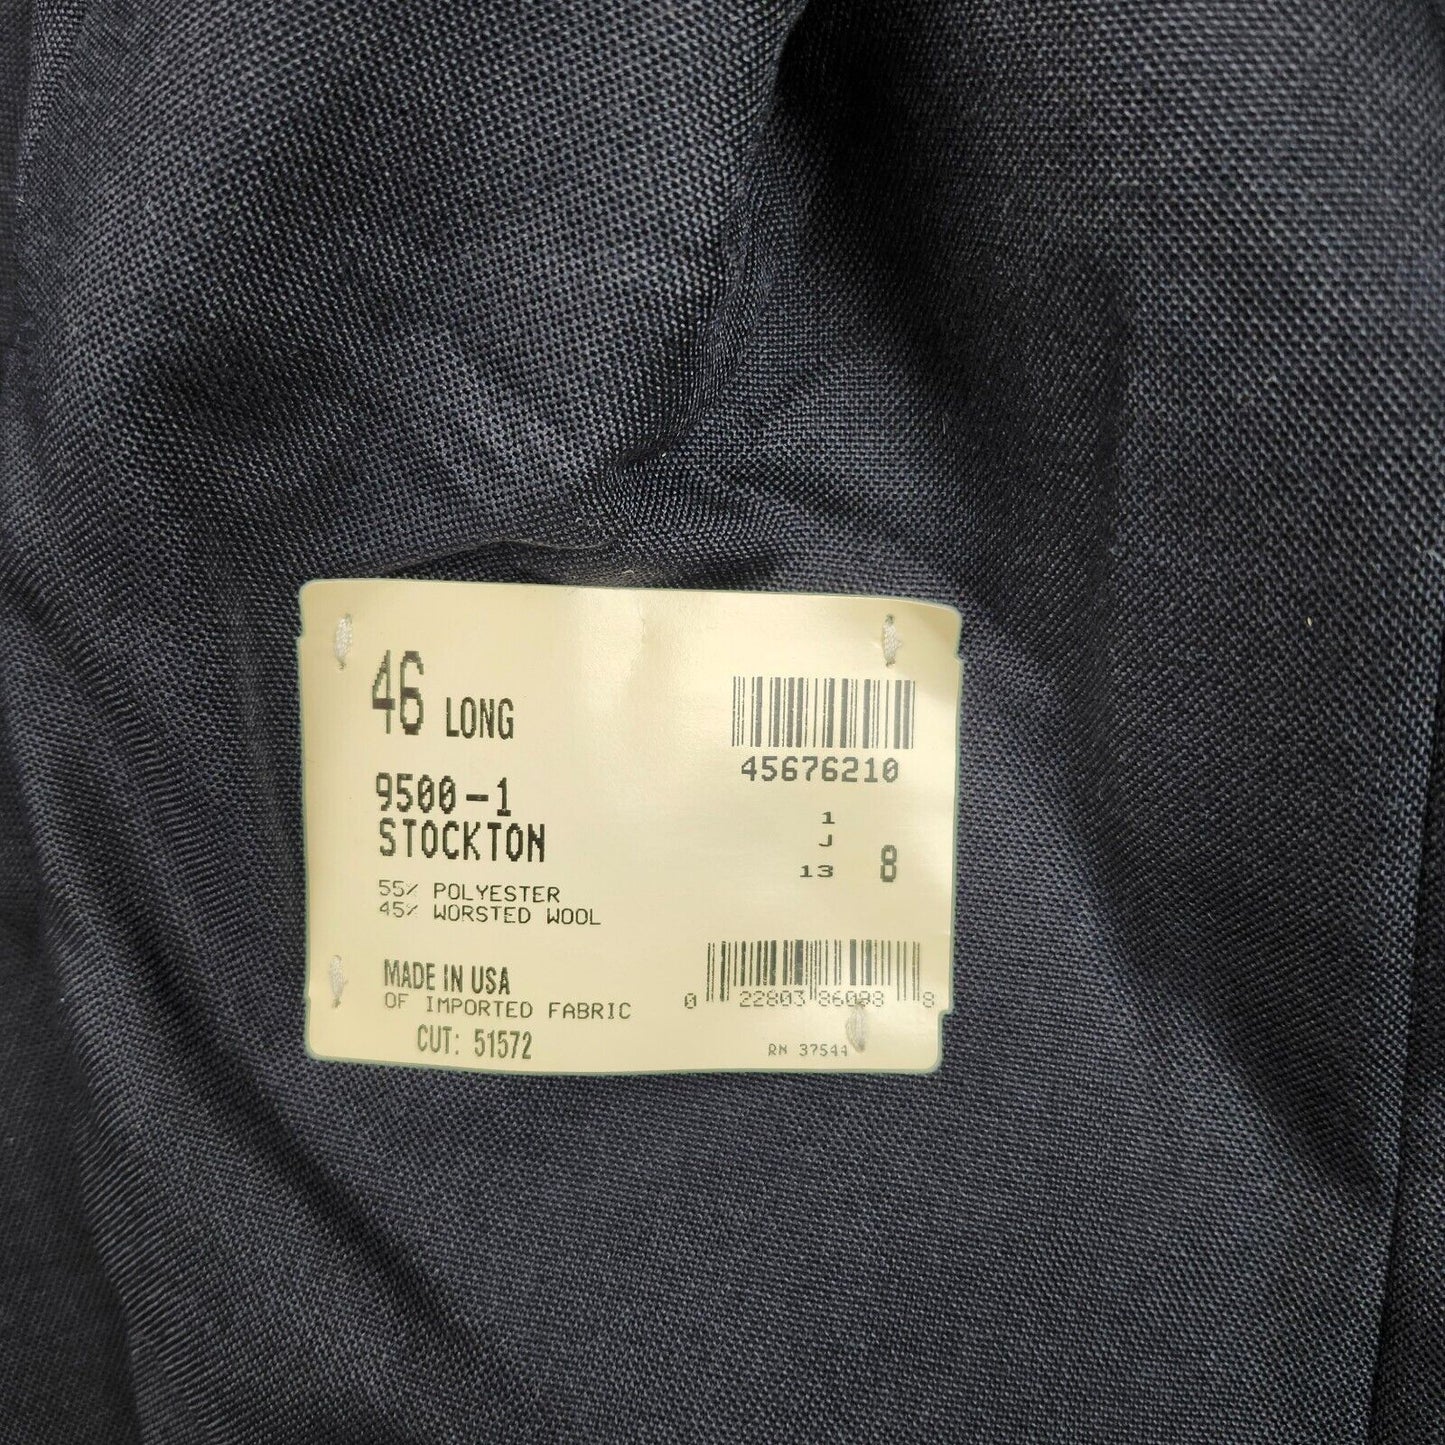 46 LONG
45676210
9500-1
STOCKTON
1
J
13 8
55% POLYESTER
45% WORSTED WOOL
MADE IN USA
OF IMPORTED FABRIC
0 22803 86098 8
CUT: 51572
RN 37544